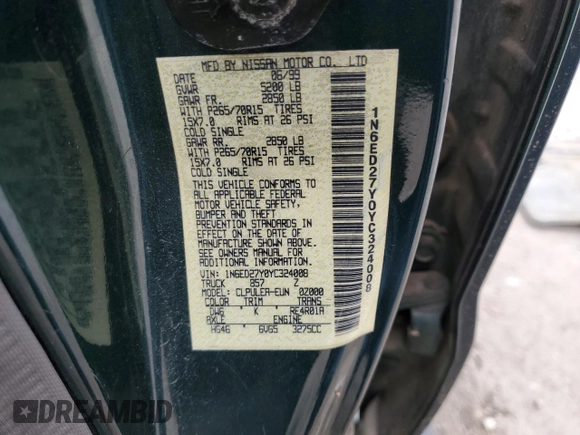 MFD BY NISSAN MOTOR CO. LTD
DATE 06/99
GVWR 5200 LB
GAWR FR. 2850 LB
WITH P265/70R15 TIRES
15X7.0 RIMS AT 26 PSI
COLD SINGLE
GAWR RR. 2850 LB
WITH P265/70R15 TIRES
15X7.0 RIMS AT 26 PSI
COLD SINGLE
THIS VEHICLE CONFORMS TO
ALL APPLICABLE FEDERAL
MOTOR VEHICLE SAFETY,
BUMPER AND THEFT
PREVENTION STANDARDS IN
EFFECT ON THE DATE OF
MANUFACTURE SHOWN ABOVE.
SEE OWNERS MANUAL FOR
ADDITIONAL INFORMATION
VIN: 1N6ED27Y0YC324008
TRUCK 857 Z
MODEL: CLPULEA-EUN 0Z000
COLOR TRIM TRANS
DW6 K RE4R01A
AXLE ENGINE
HG46 6VG5 3275CC
1N6ED27Y0YC324008
DREAMBID